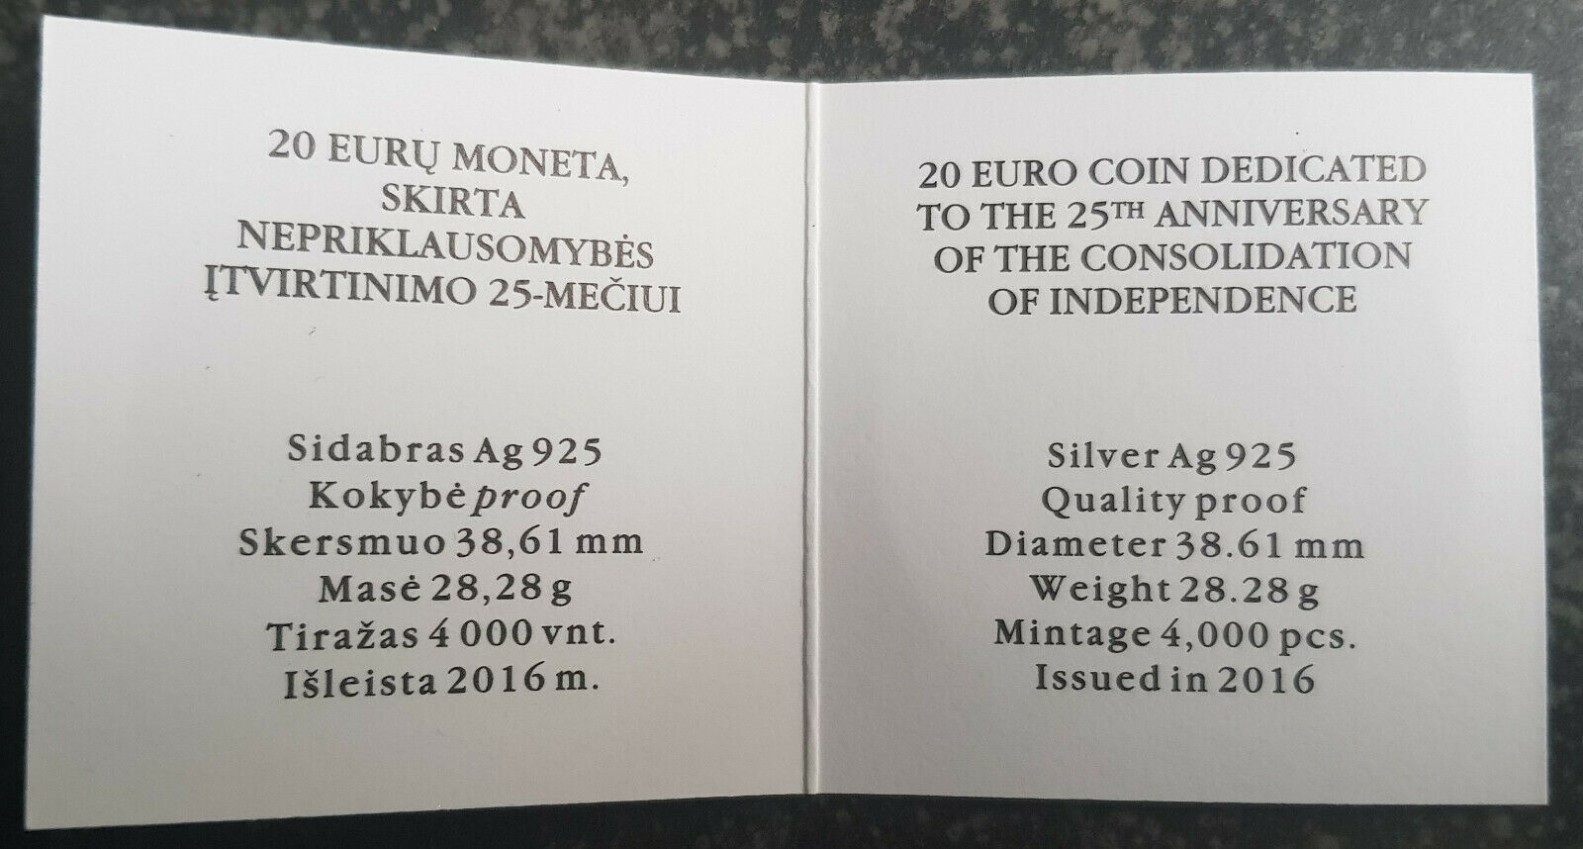 20 EURŲ MONETA,
SKIRTA
NEPRIKLAUSOMYBĖS
ĮTVIRTINIMO 25-MEČIUI
Sidabras Ag 925
Kokybė proof
Skersmuo 38,61 mm
Masė 28,28 g
Tiražas 4 000 vnt.
Išleista 2016 m.
20 EURO COIN DEDICATED
TO THE 25TH ANNIVERSARY
OF THE CONSOLIDATION
OF INDEPENDENCE
Silver Ag 925
Quality proof
Diameter 38.61 mm
Weight 28.28 g
Mintage 4,000 pcs.
Issued in 2016